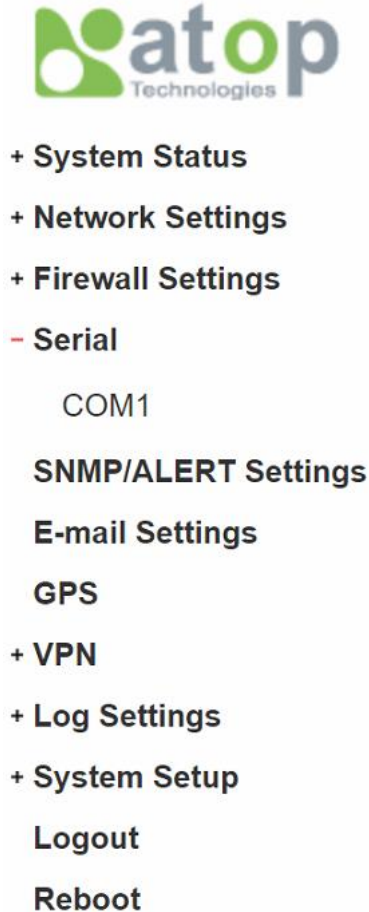 atop
Technologies
+ System Status
+ Network Settings
+ Firewall Settings
- Serial
COM1
SNMP/ALERT Settings
E-mail Settings
GPS
+ VPN
+ Log Settings
+ System Setup
Logout
Reboot